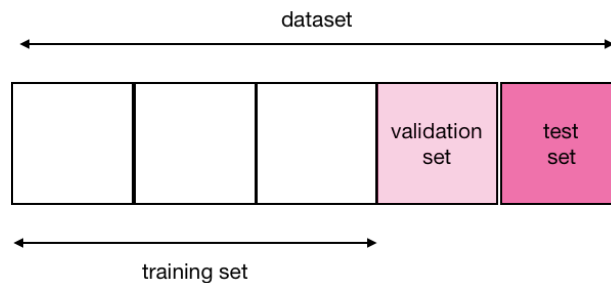 dataset
validation
set
test
set
training set